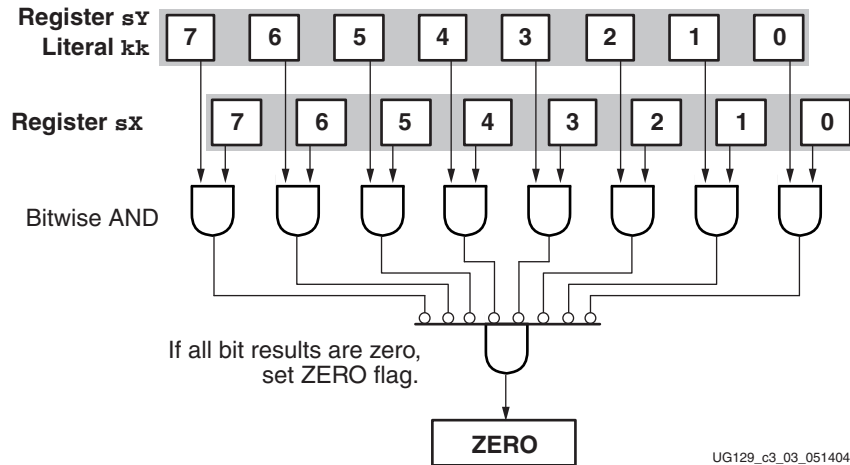 Register sY
Literal kk
7 6 5 4 3 2 1 0
Register sX
7 6 5 4 3 2 1 0
Bitwise AND
If all bit results are zero,
set ZERO flag.
ZERO
UG129_c3_03_051404